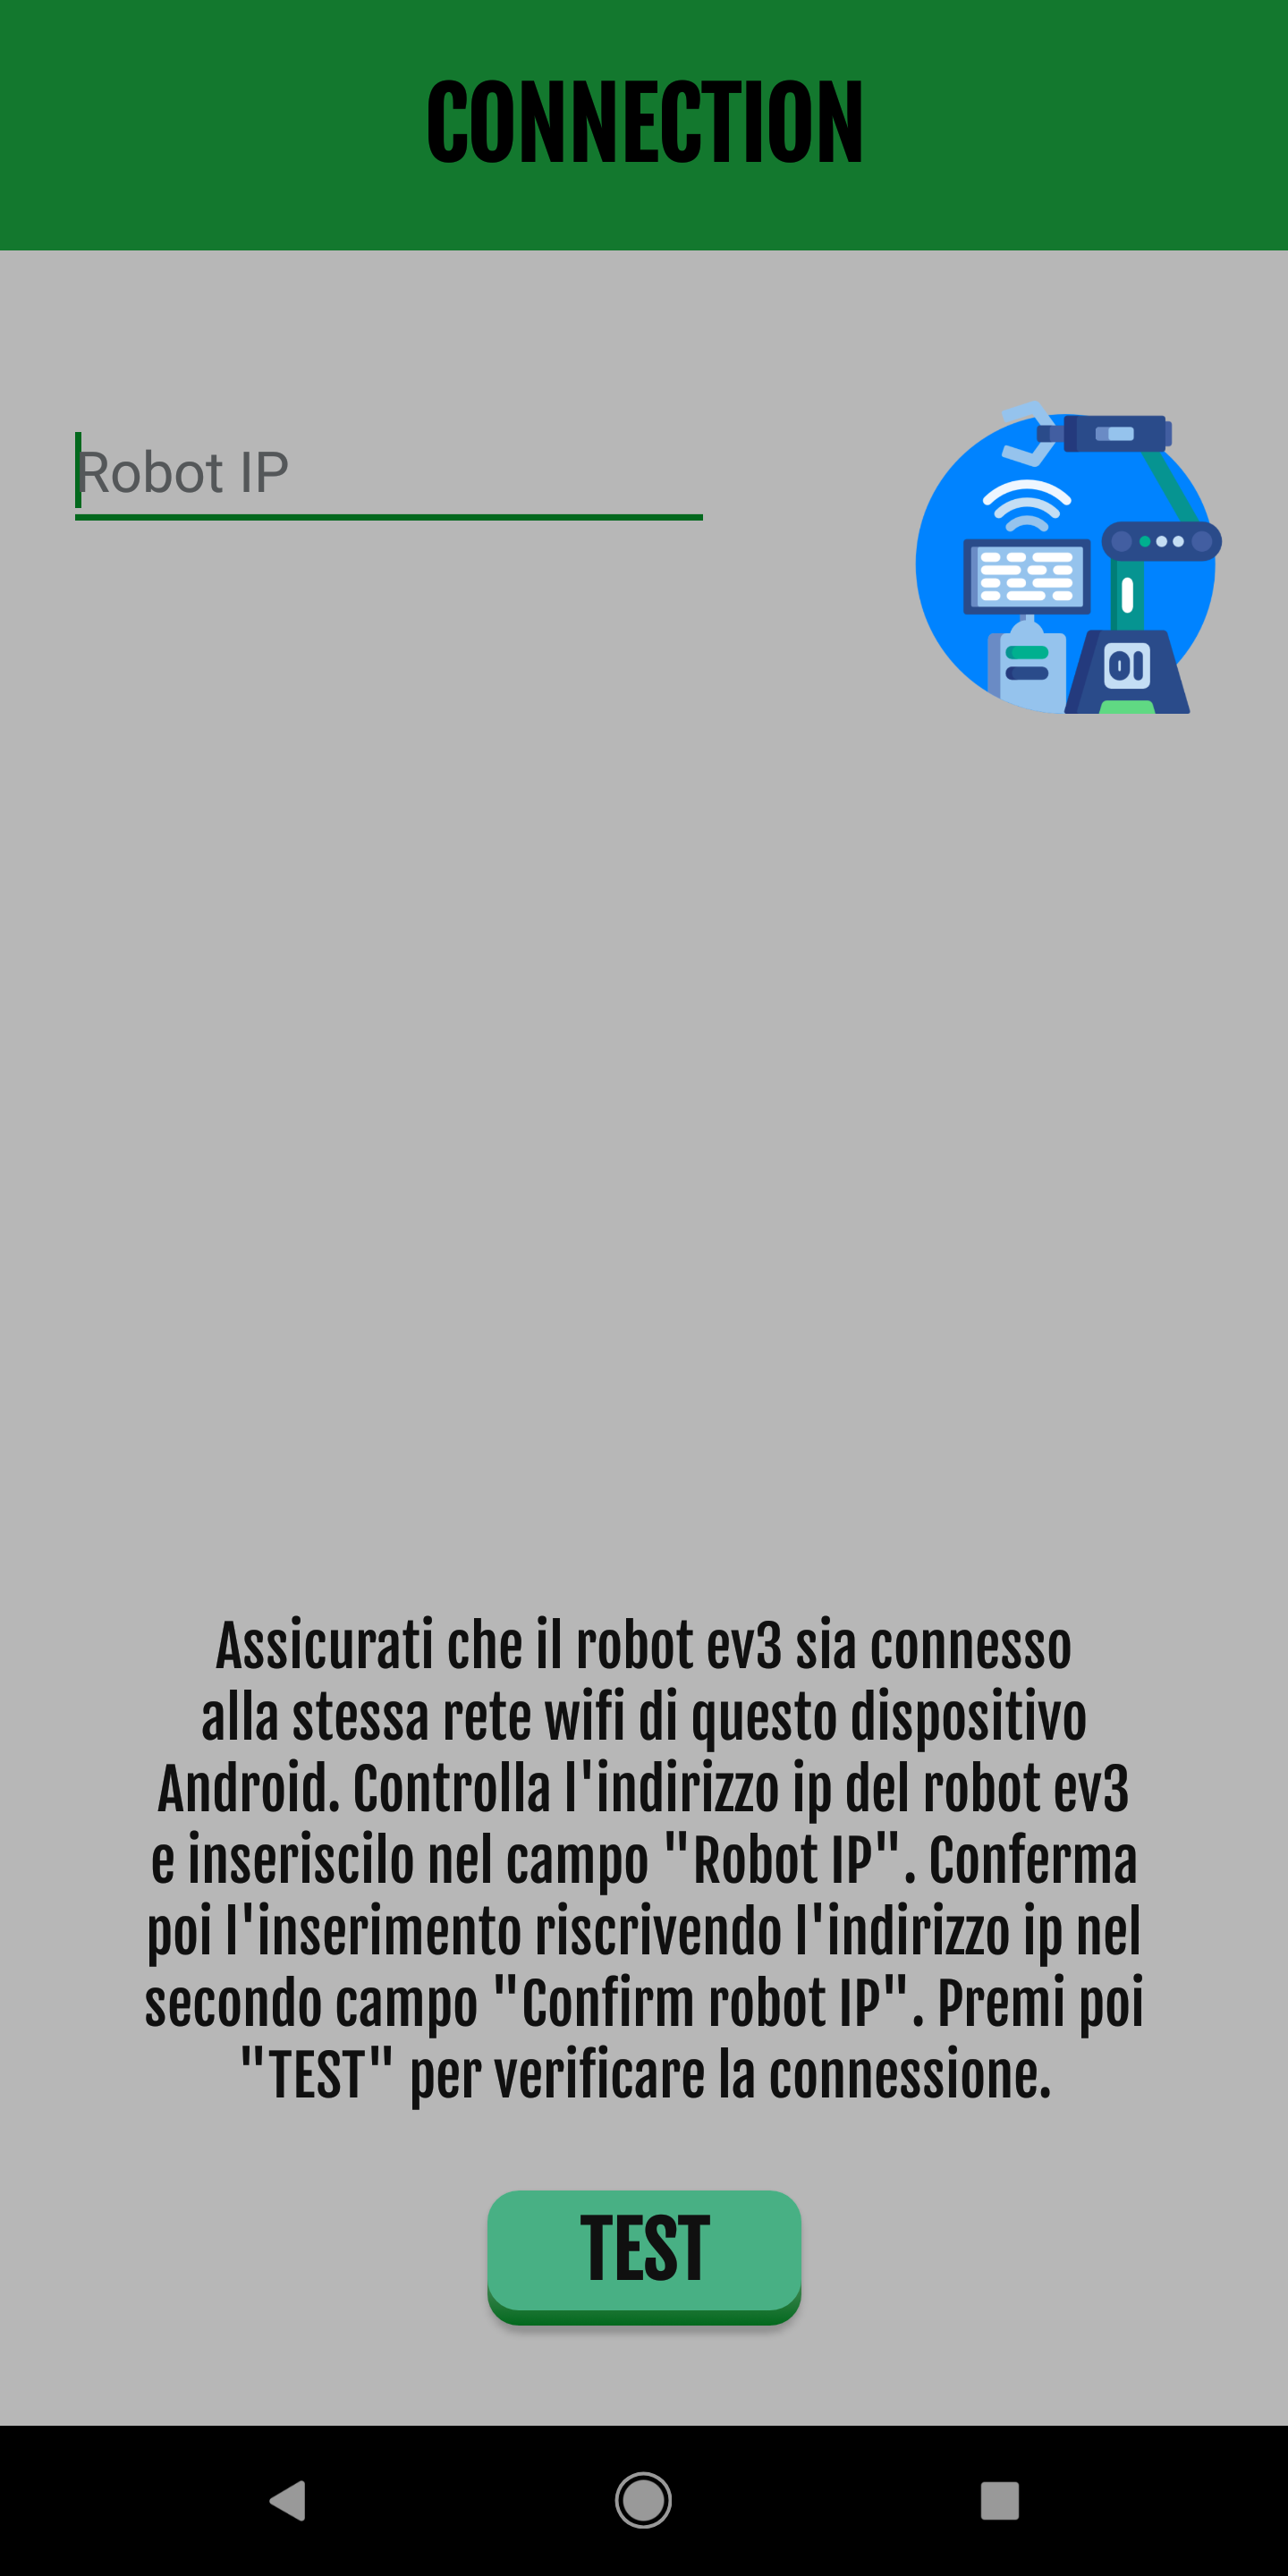 CONNECTION
Robot IP
01
Assicurati che il robot ev3 sia connesso
alla stessa rete wifi di questo dispositivo
Android. Controlla l'indirizzo ip del robot ev3
e inseriscilo nel campo "Robot IP". Conferma
poi l'inserimento riscrivendo l'indirizzo ip nel
secondo campo "Confirm robot IP". Premi poi
"TEST" per verificare la connessione.
TEST